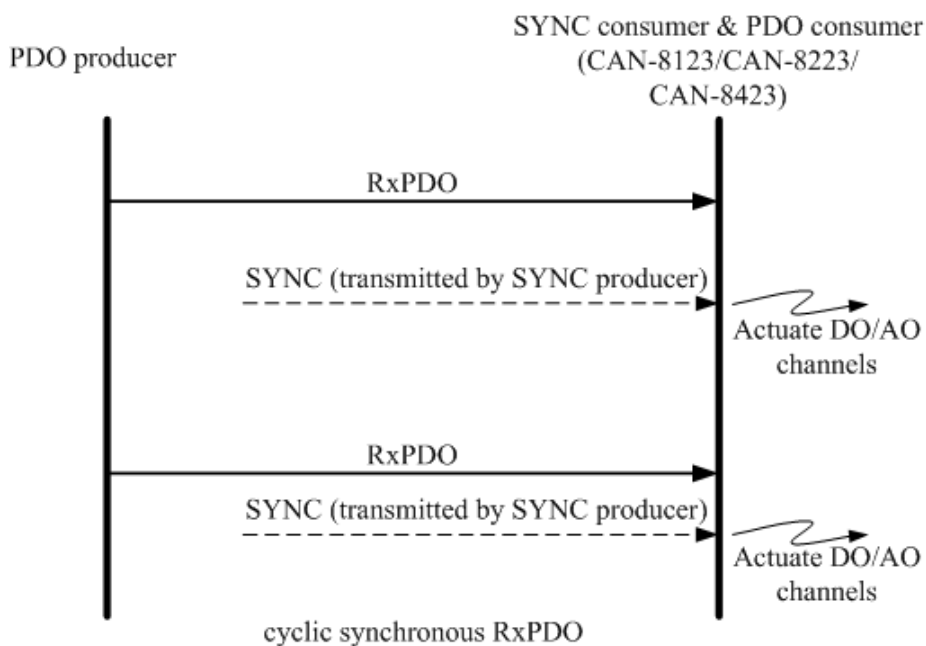 PDO producer
SYNC consumer & PDO consumer
(CAN-8123/CAN-8223/
CAN-8423)
RxPDO
SYNC (transmitted by SYNC producer)
Actuate DO/AO
channels
RxPDO
SYNC (transmitted by SYNC producer)
Actuate DO/AO
channels
cyclic synchronous RxPDO